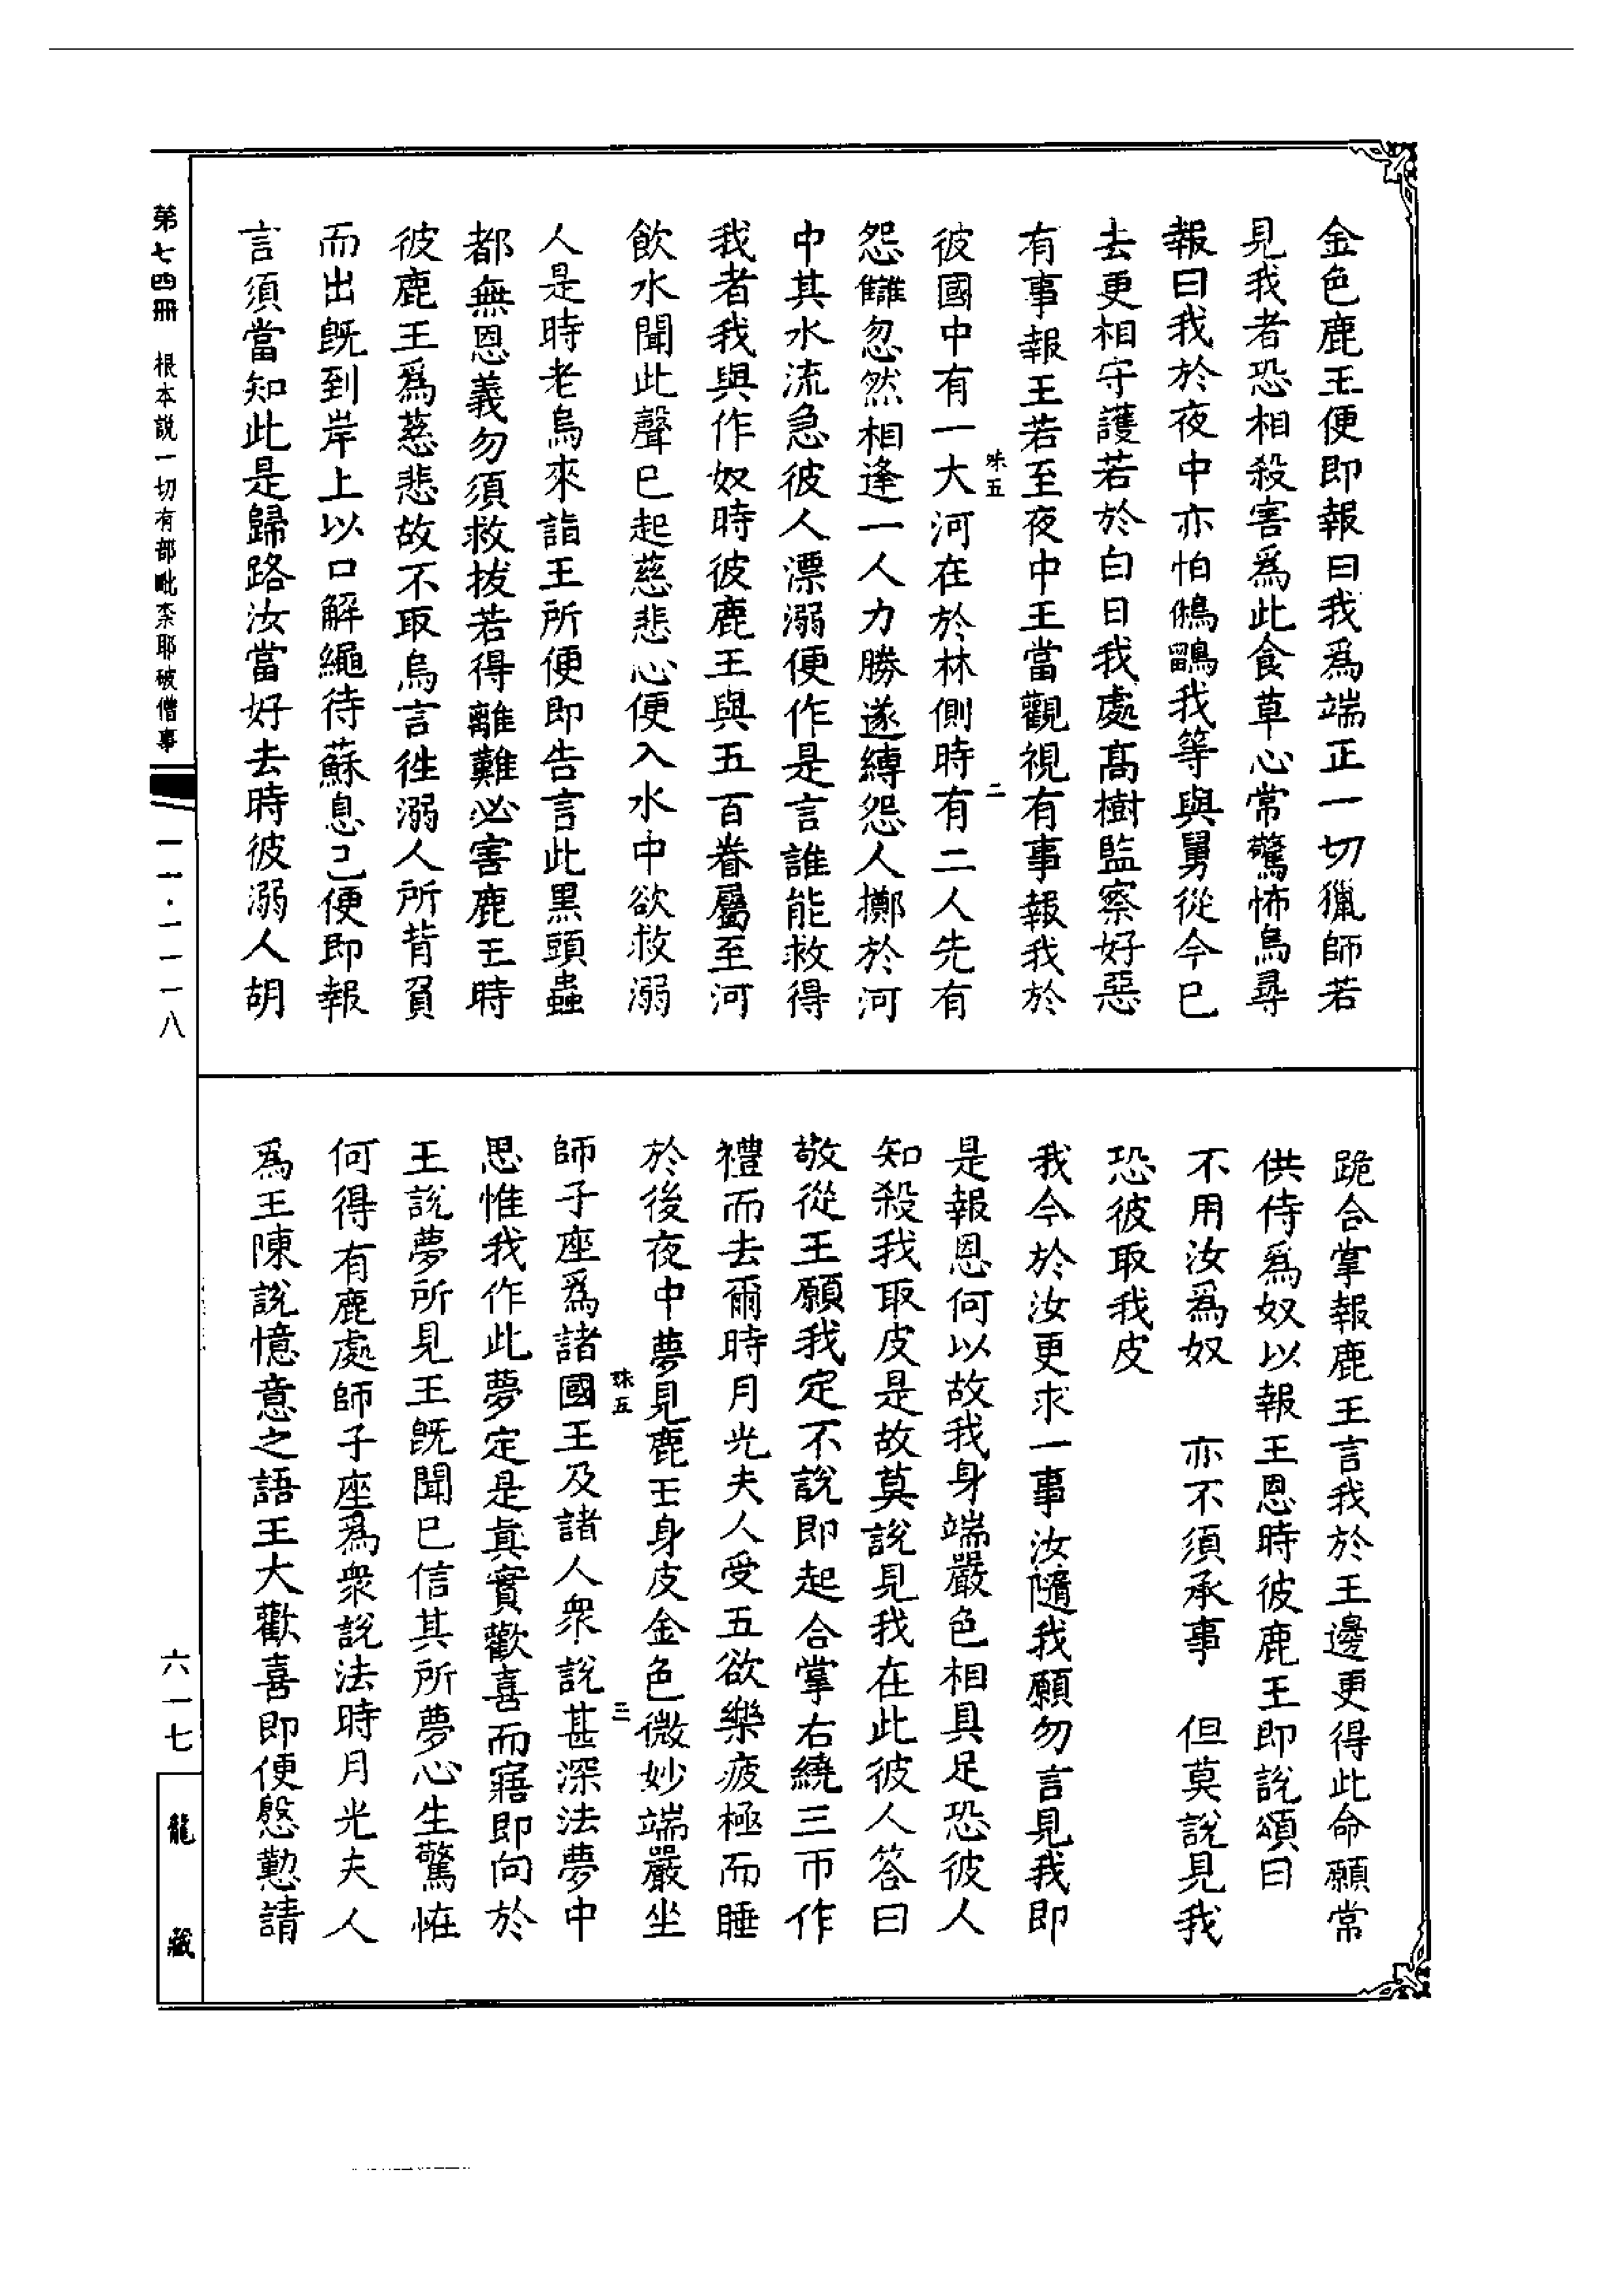 金色鹿王便即報曰我爲端正一切獵師若
見我者恐相殺害爲此食草心常驚怖烏尋
報曰我於夜中亦怕鵂鶹我等與舅從今已
去更相守護若於白日我處髙樹監察好惡
有事報王若至夜中王當觀視有事報我於
彼國中有一大河在於林側時有二人先有
怨讎忽然相逢一人力勝遂縛怨人擲於河
中其水流急彼人漂溺便作是言誰能救得
我者我與作奴時彼鹿王與五百眷屬至河
飲水聞此聲已起慈悲心便入水中欲救溺
人是時老烏來詣王所便即告言此黒頭蟲
都無恩義勿須救拔若得離難必害鹿王時
彼鹿王爲慈悲故不取烏言徃溺人所背負
而出旣到岸上以口解繩待蘇息已便即報
言須當知此是歸路汝當好去時彼溺人胡
跪合掌報鹿王言我於王邊更得此命願常
供侍爲奴以報王恩時彼鹿王即說頌曰
不用汝爲奴　亦不須承事　但莫說見我
恐彼取我皮
我今於汝更求一事汝隨我願勿言見我即
是報恩何以故我身端嚴色相具足恐彼人
知殺我取皮是故莫說見我在此彼人答曰
敬從王願我定不說即起合掌右繞三帀作
禮而去爾時月光夫人受五欲樂疲極而睡
於後夜中夢見鹿王身皮金色微妙端嚴坐
師子座爲諸國王及諸人衆說甚深法夢中
思惟我作此夢定是眞實歡喜而寤即向於
王說夢所見王旣聞已信其所夢心生驚恠
何得有鹿處師子座爲衆說法時月光夫人
爲王陳說憶意之語王大歡喜即便慇懃請
第七四冊　根本説一切有部毗柰耶破僧事
一一一·一一一八
六一七
龍藏
五
二
五
三